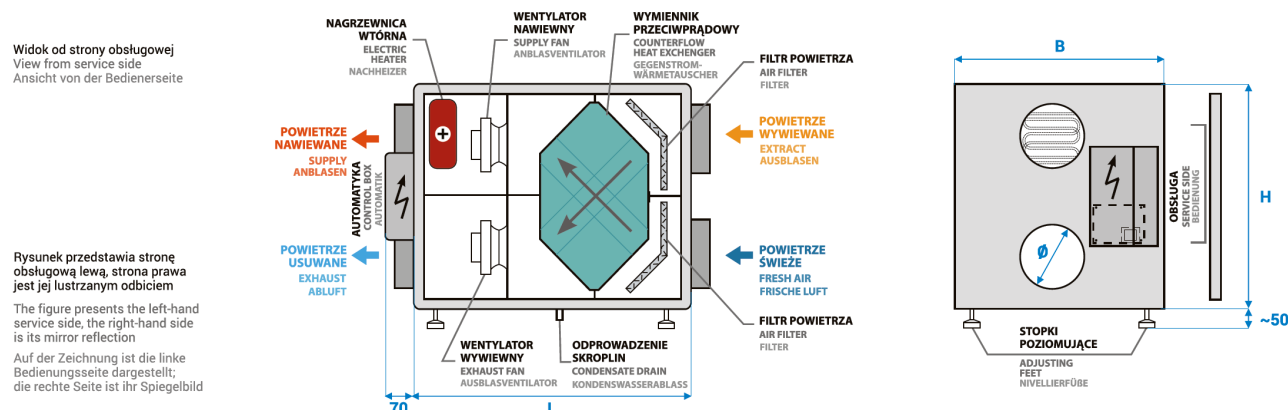 Widok od strony obsługowej
View from service side
Ansicht von der Bedienerseite
Rysunek przedstawia stronę
obsługową lewą, strona prawa
jest jej lustrzanym odbiciem
The figure presents the left-hand
service side, the right-hand side
is its mirror reflection
Auf der Zeichnung ist die linke
Bedienungsseite dargestellt;
die rechte Seite ist ihr Spiegelbild
NAGRZEWNICA
WTÓRNA
ELECTRIC
HEATER
NACHHEIZER
WENTYLATOR
NAWIEWNY
SUPPLY FAN
ANBLASVENTILATOR
WYMIENNIK
PRZECIWPRĄDOWY
COUNTERFLOW
HEAT EXCHENGER
GEGENSTROM-
WÄRMETAUSCHER
FILTR POWIETRZA
AIR FILTER
FILTER
POWIETRZE
NAWIEWANE
SUPPLY
ANBLASEN
POWIETRZE
WYWIEWANE
EXTRACT
AUSBLASEN
AUTOMATYKA
CONTROL BOX
AUTOMATIK
POWIETRZE
USUWANE
EXHAUST
ABLUFT
POWIETRZE
ŚWIEŻE
FRESH AIR
FRISCHE LUFT
FILTR POWIETRZA
AIR FILTER
FILTER
WENTYLATOR
WYWIEWNY
EXHAUST FAN
AUSBLASVENTILATOR
ODPROWADZENIE
SKROPLIN
CONDENSATE DRAIN
KONDENSWASSERABLASS
70
L
B
H
Ø
~50
OBSŁUGA
SERVICE SIDE
BEDIENUNG
STOPKI
POZIOMUJĄCE
ADJUSTING
FEET
NIVELLIERFÜßE